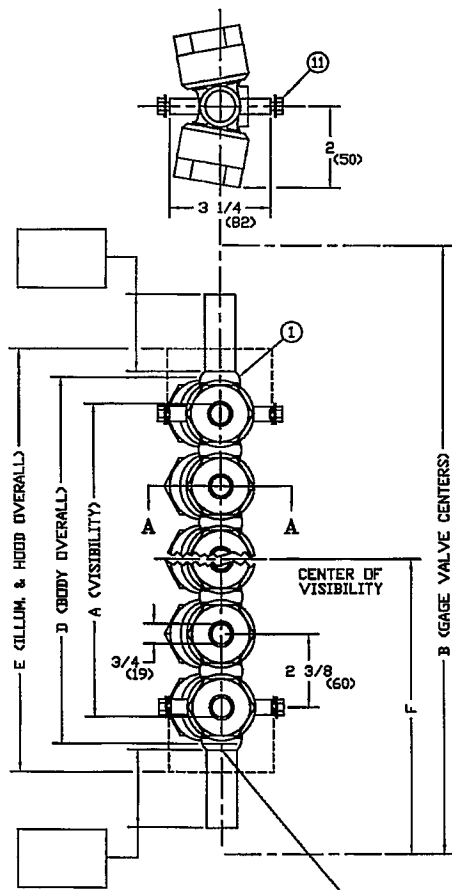 11
2
(50)
3 1/4
(82)
1
E (ILLUM. & HOOD OVERALL)
D (BODY OVERALL)
A (VISIBILITY)
B (GAGE VALVE CENTERS)
A
A
CENTER OF
VISIBILITY
3/4
(19)
2 3/8
(60)
F